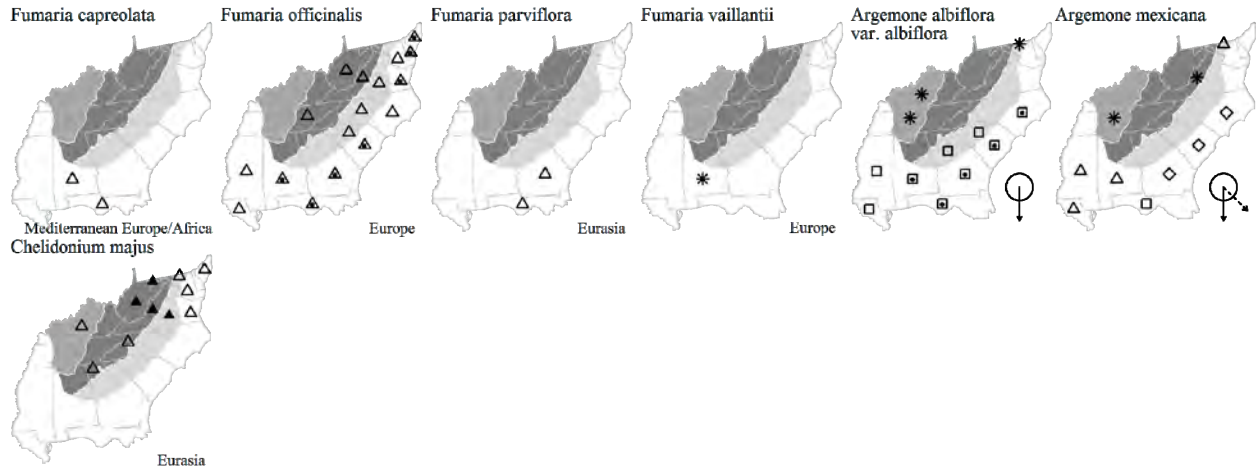 Fumaria capreolata
Mediterranean Europe/Africa
Fumaria officinalis
Europe
Fumaria parviflora
Eurasia
Fumaria vaillantii
Europe
Argemone albiflora
var. albiflora
Argemone mexicana
Chelidonium majus
Eurasia